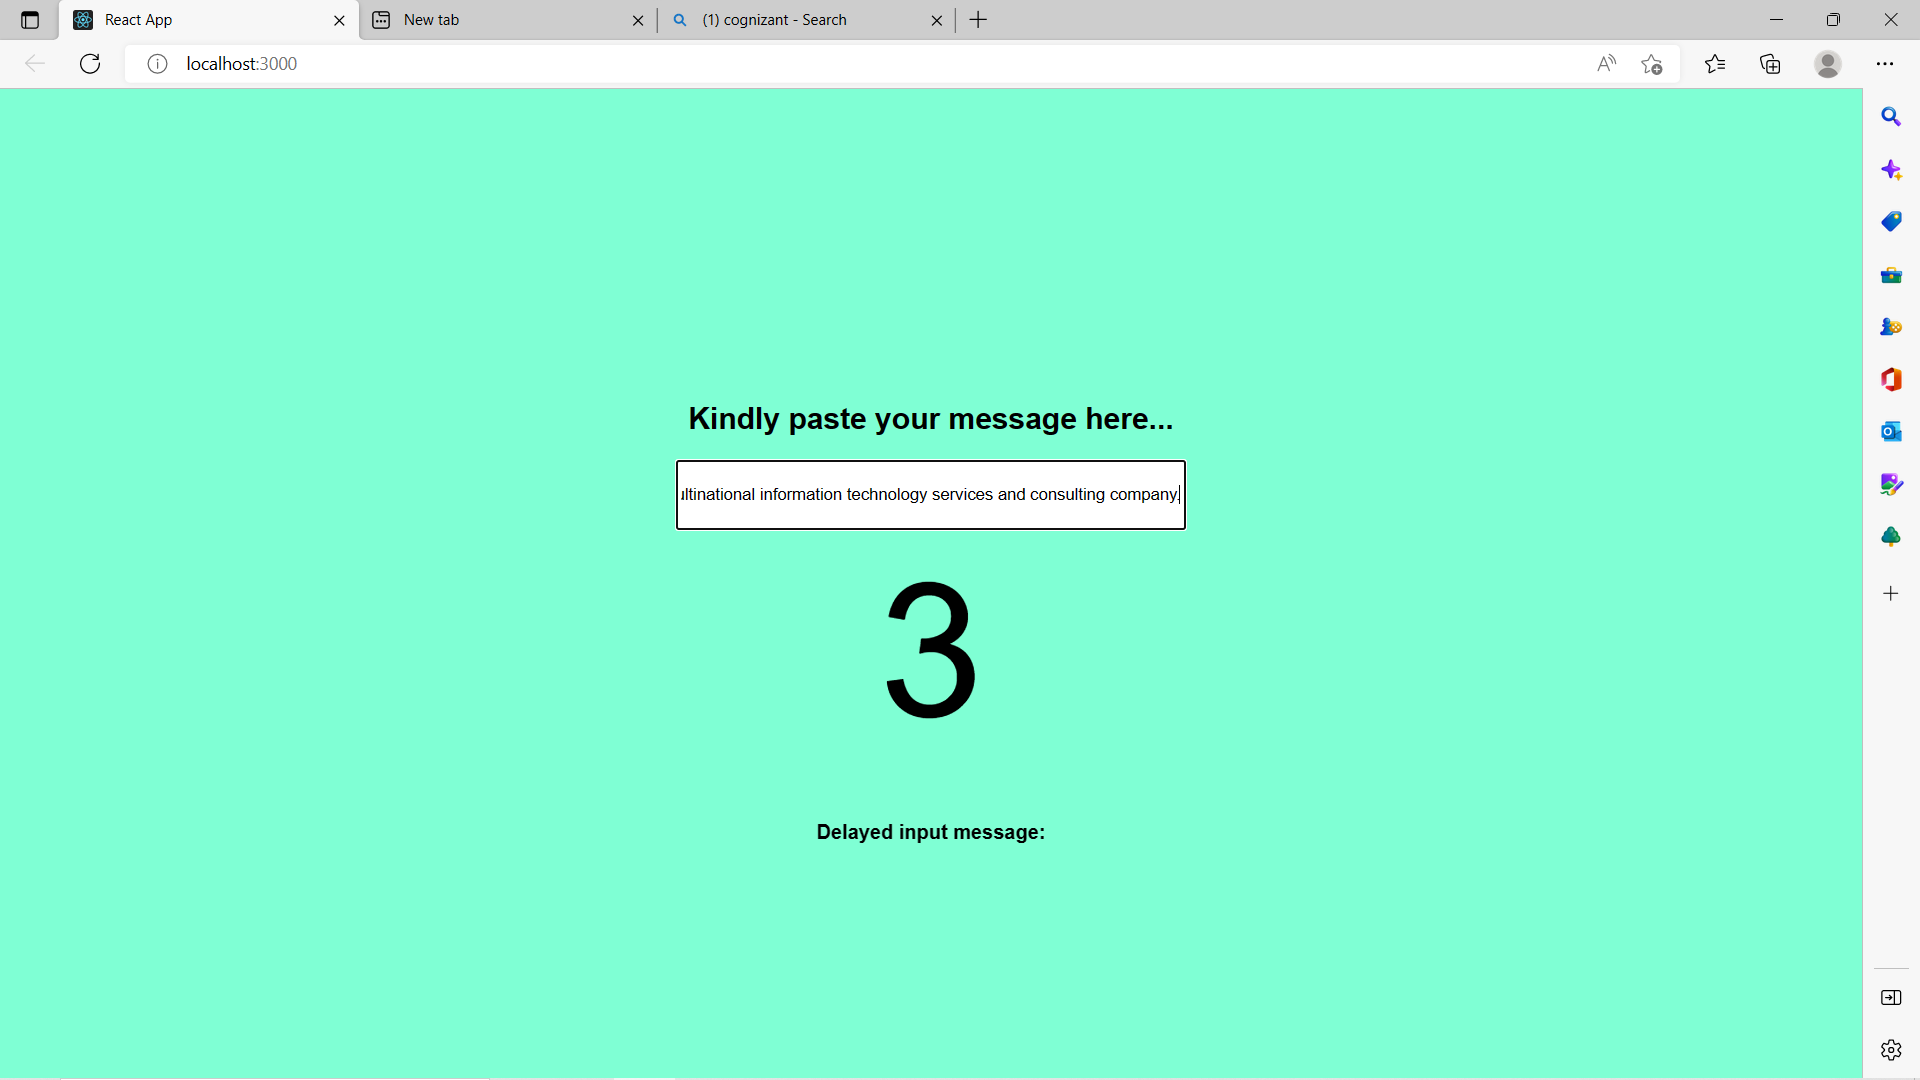 React App
New tab
(1) cognizant - Search
localhost:3000
Kindly paste your message here...
ltinational information technology services and consulting company.
3
Delayed input message: